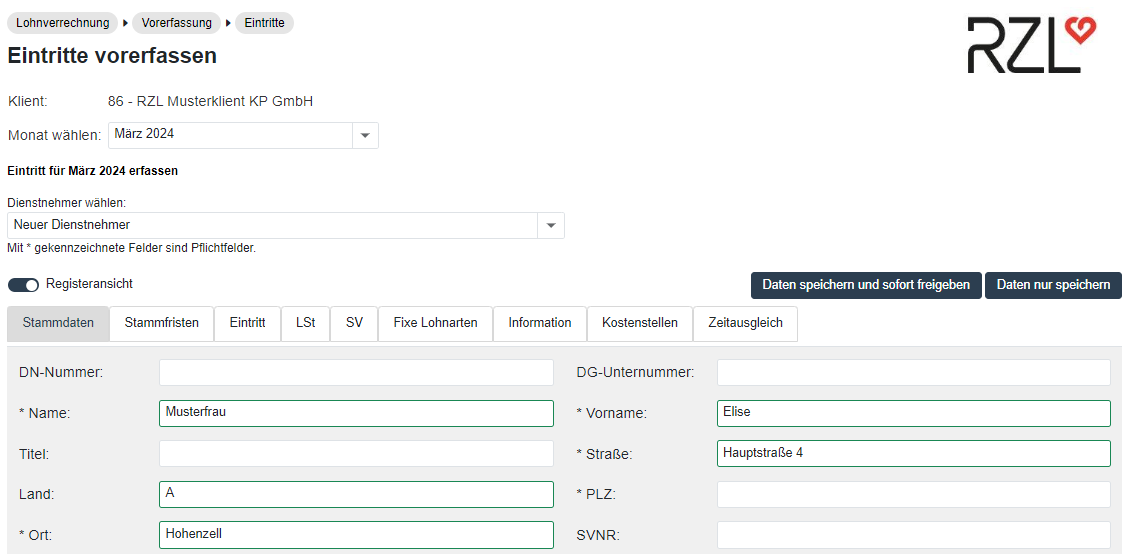 Lohnverrechnung Vorerfassung Eintritte
RZL
Eintritte vorerfassen
Klient: 86 - RZL Musterklient KP GmbH
Monat wählen: März 2024
Eintritt für März 2024 erfassen
Dienstnehmer wählen:
Neuer Dienstnehmer
Mit * gekennzeichnete Felder sind Pflichtfelder.
Registeransicht Daten speichern und sofort freigeben Daten nur speichern
Stammdaten Stammfristen Eintritt LSt SV Fixe Lohnarten Information Kostenstellen Zeitausgleich
DN-Nummer: DG-Unternummer:
* Name: Musterfrau * Vorname: Elise
Titel: * Straße: Hauptstraße 4
Land: A * PLZ:
* Ort: Hohenzell SVNR: